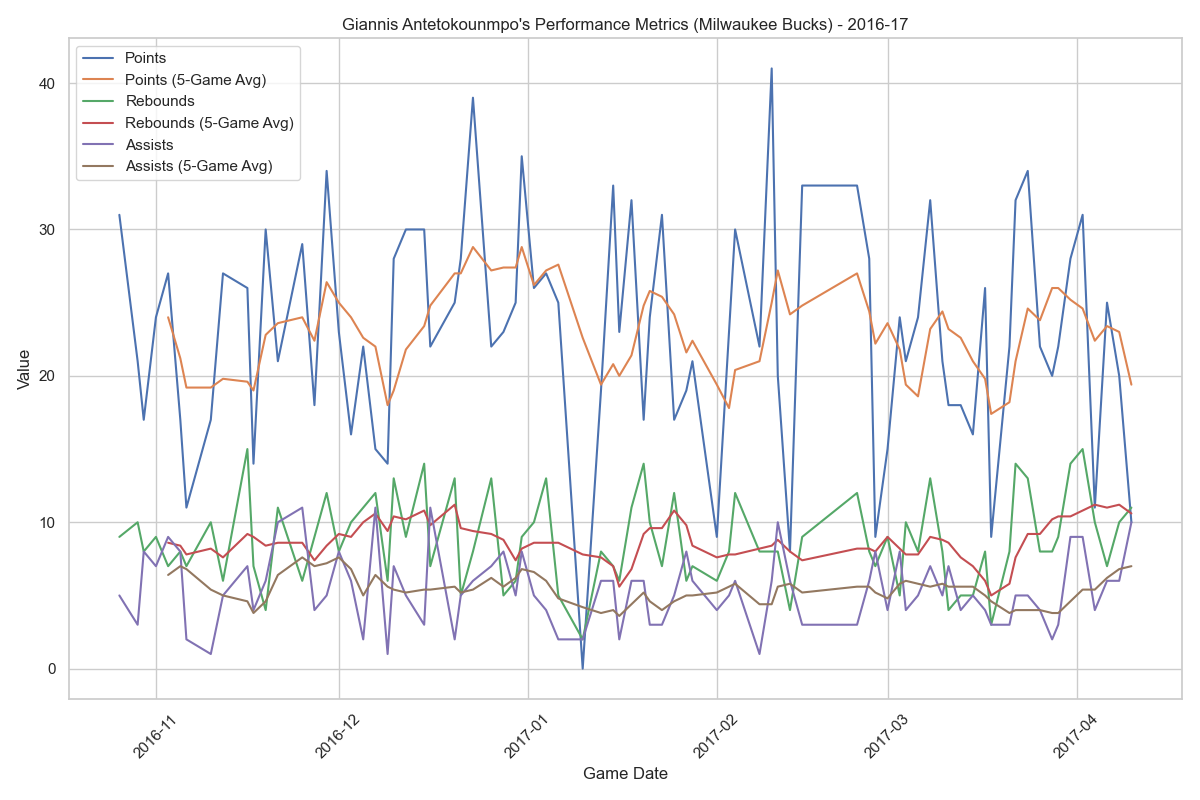 Giannis Antetokounmpo's Performance Metrics (Milwaukee Bucks) - 2016-17
Points
Points (5-Game Avg)
Rebounds
Rebounds (5-Game Avg)
Assists
Assists (5-Game Avg)
40
30
20
10
0
Value
2016-11
2016-12
2017-01
2017-02
2017-03
2017-04
Game Date